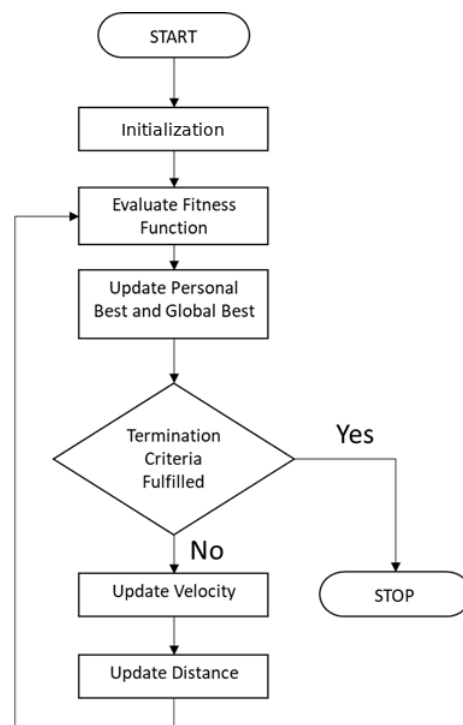 START
Initialization
Evaluate Fitness
Function
Update Personal
Best and Global Best
Termination
Criteria
Fulfilled
Yes
No
Update Velocity
STOP
Update Distance